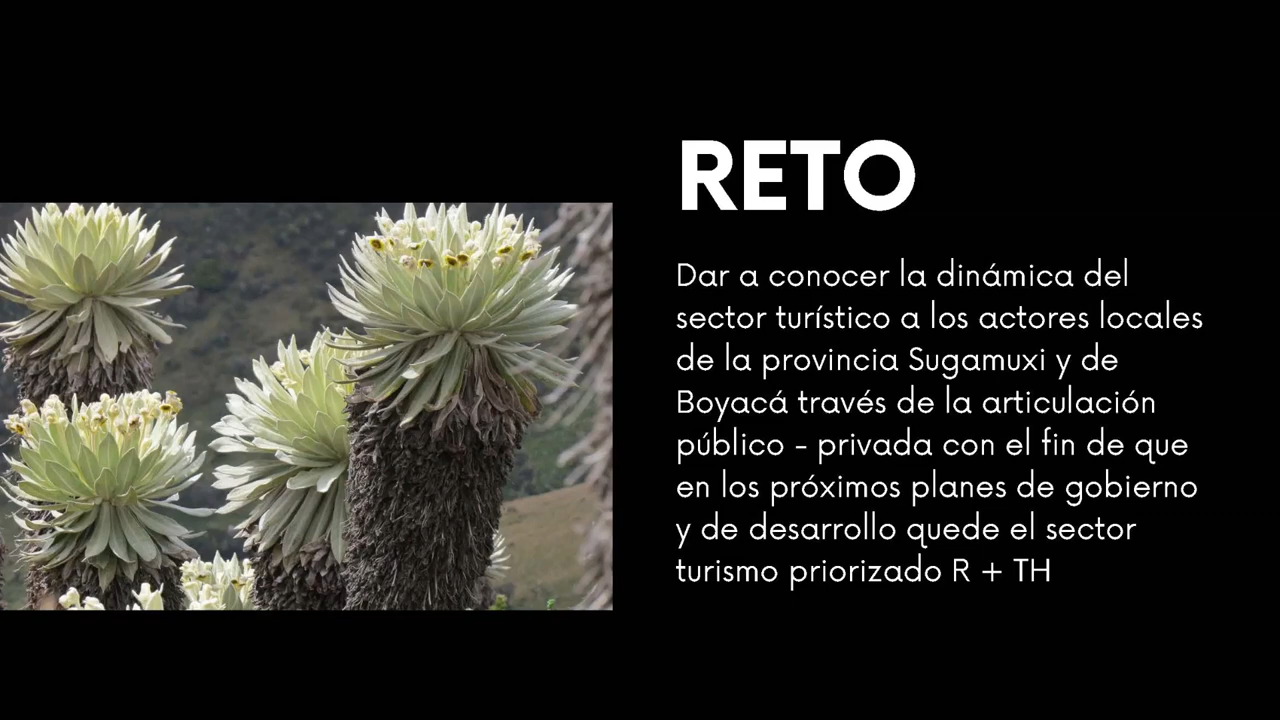 RETO
Dar a conocer la dinámica del
sector turístico a los actores locales
de la provincia Sugamuxi y de
Boyacá través de la articulación
público - privada con el fin de que
en los próximos planes de gobierno
y de desarrollo quede el sector
turismo priorizado R + TH